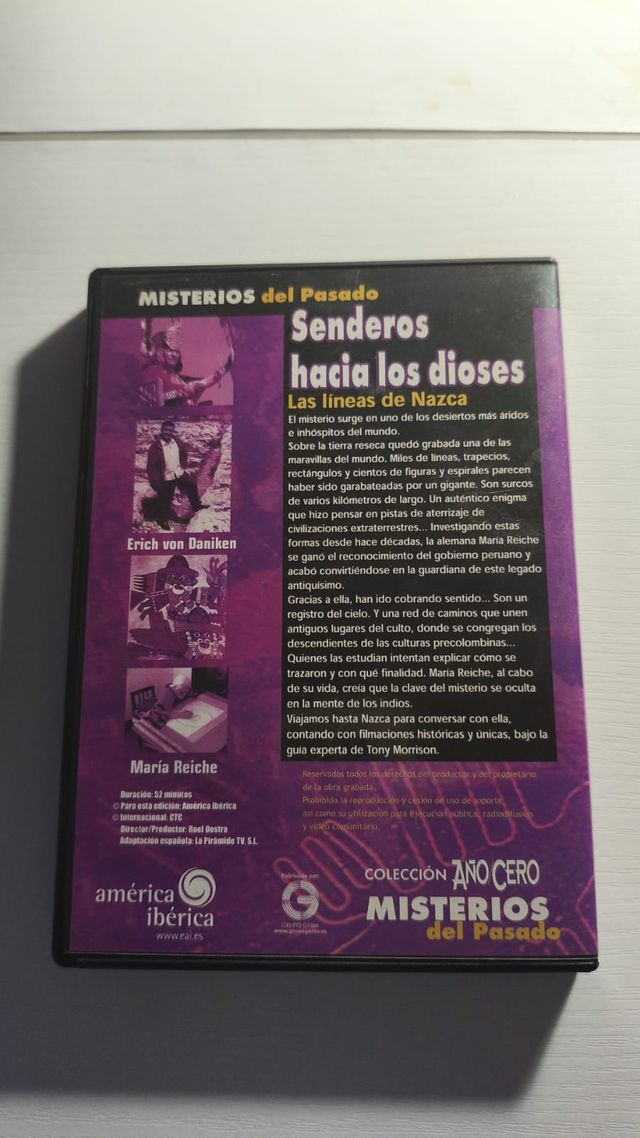 MISTERIOS del Pasado
Senderos
hacia los dioses
Las líneas de Nazca
El misterio surge en uno de los desiertos más áridos
e inhóspitos del mundo.
Sobre la tierra reseca quedó grabada una de las
maravillas del mundo. Miles de líneas, trapecios,
rectángulos y cientos de figuras y espirales parecen
haber sido garabateadas por un gigante. Son surcos
de varios kilómetros de largo. Un auténtico enigma
que hizo pensar en pistas de aterrizaje de
civilizaciones extraterrestres... Investigando estas
formas desde hace décadas, la alemana Maria Reiche
se ganó el reconocimiento del gobierno peruano y
acabó convirtiéndose en la guardiana de este legado
antiquísimo.
Gracias a ella, han ido cobrando sentido... Son un
registro del cielo. Y una red de caminos que unen
antiguos lugares del culto, donde se congregan los
descendientes de las culturas precolombinas...
Quienes las estudian intentan explicar cómo se
trazaron y con qué finalidad. Maria Reiche, al cabo
de su vida, creía que la clave del misterio se oculta
en la mente de los indios.
Viajamos hasta Nazca para conversar con ella,
contando con filmaciones históricas y únicas, bajo la
guía experta de Tony Morrison.
Erich von Daniken
María Reiche
Duración: 52 minutos
© Para esta edición: América Ibérica
© Internacional: CTC
Director/Productor: Roel Oostra
Adaptación española: La Pirámide TV, S.L.
Reservados todos los derechos del productor y del propietario
de la obra grabada.
Prohibida la reproducción y cesión de uso de soporte,
así como su utilización para ejecución pública, radiodifusión
y vídeo comunitario.
américa
ibérica
www.eai.es
Publicado por:
G
GRUPO GEMA
www.grupogema.es
COLECCIÓN AÑO/CERO
MISTERIOS
del Pasado